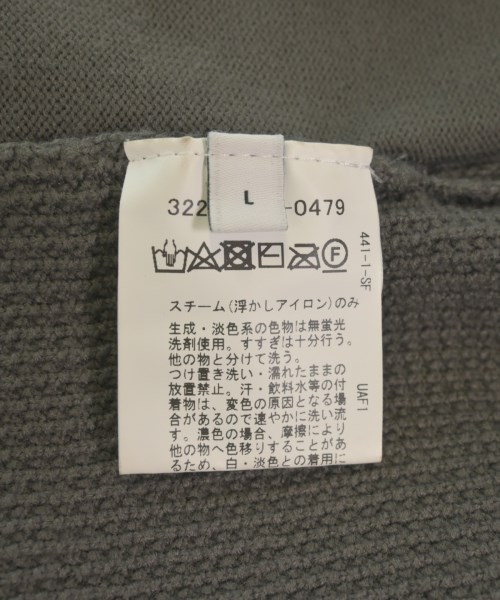 L
322 -0479
F
スチーム(浮かしアイロン)のみ
生成・淡色系の色物は無蛍光
洗剤使用。すすぎは十分行う。
他の物と分けて洗う。
つけ置き洗い・濡れたままの
放置禁止。汗・飲料水等の付
着物は、変色の原因となる場
合があるので速やかに洗い流
す。濃色の場合、摩擦により
他の物へ色移りすることがあ
るため、白・淡色との着用に
441-1-SF
UAF1